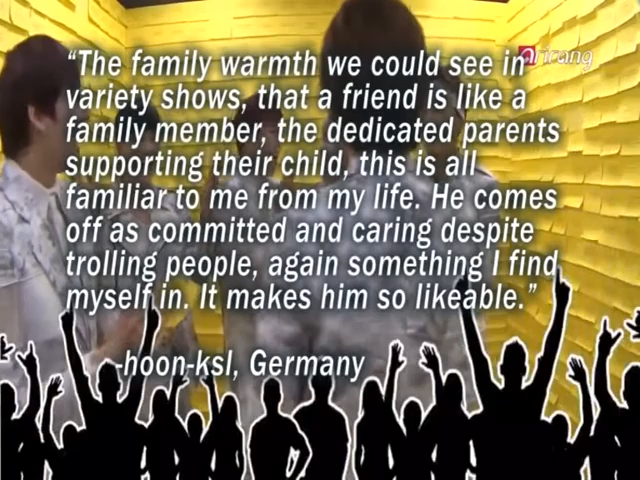 “The family warmth we could see in
arirang
variety shows, that a friend is like a
family member, the dedicated parents
supporting their child, this is all
familiar to me from my life. He comes
off as committed and caring despite
trolling people, again something I find
myself in. It makes him so likeable.”
-hoon-ksl, Germany